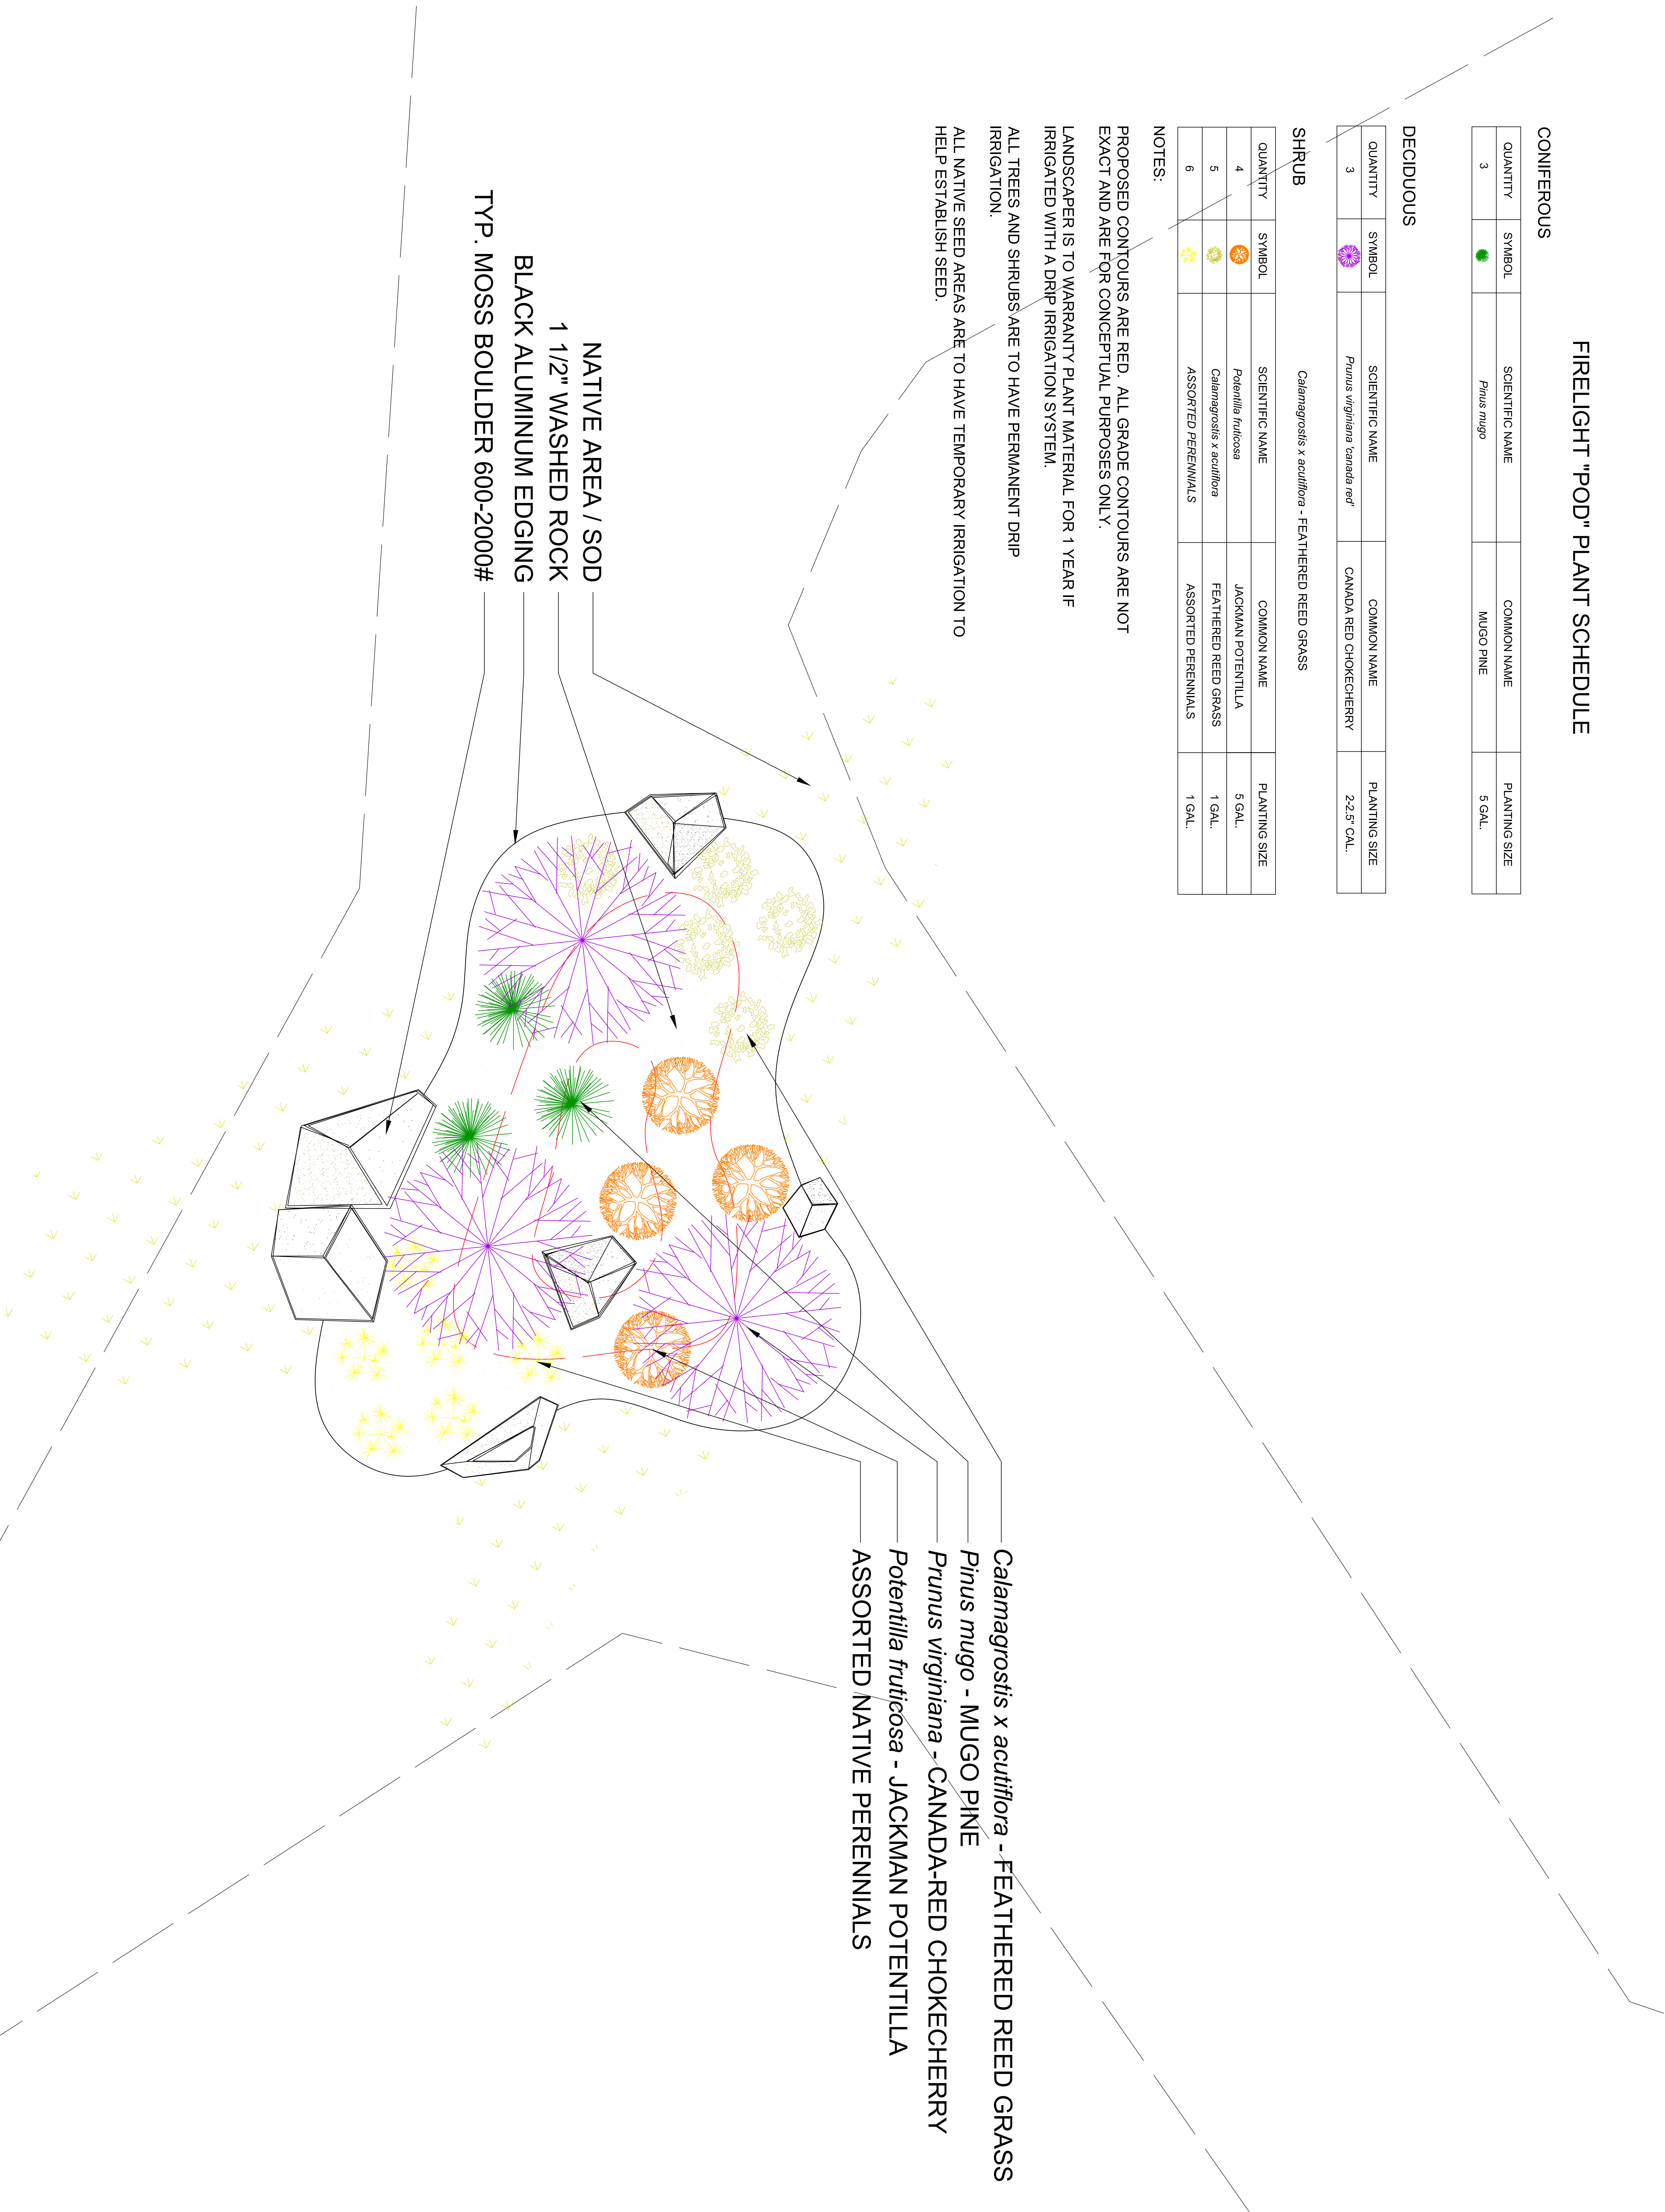 FIRELIGHT "POD" PLANT SCHEDULE
CONIFEROUS
QUANTITY SYMBOL SCIENTIFIC NAME COMMON NAME PLANTING SIZE
3 Pinus mugo MUGO PINE 5 GAL.
DECIDUOUS
QUANTITY SYMBOL SCIENTIFIC NAME COMMON NAME PLANTING SIZE
3 Prunus virginiana 'canada red' CANADA RED CHOKECHERRY 2-2.5" CAL.
SHRUB Calamagrostis x acutiflora - FEATHERED REED GRASS
QUANTITY SYMBOL SCIENTIFIC NAME COMMON NAME PLANTING SIZE
4 Potentilla fruticosa JACKMAN POTENTILLA 5 GAL.
5 Calamagrostis x acutiflora FEATHERED REED GRASS 1 GAL.
6 ASSORTED PERENNIALS ASSORTED PERENNIALS 1 GAL.
NOTES:
PROPOSED CONTOURS ARE RED. ALL GRADE CONTOURS ARE NOT
EXACT AND ARE FOR CONCEPTUAL PURPOSES ONLY.
LANDSCAPER IS TO WARRANTY PLANT MATERIAL FOR 1 YEAR IF
IRRIGATED WITH A DRIP IRRIGATION SYSTEM.
ALL TREES AND SHRUBS ARE TO HAVE PERMANENT DRIP
IRRIGATION.
ALL NATIVE SEED AREAS ARE TO HAVE TEMPORARY IRRIGATION TO
HELP ESTABLISH SEED.
Calamagrostis x acutiflora - FEATHERED REED GRASS
Pinus mugo - MUGO PINE
Prunus virginiana - CANADA-RED CHOKECHERRY
Potentilla fruticosa - JACKMAN POTENTILLA
ASSORTED NATIVE PERENNIALS
NATIVE AREA / SOD
1 1/2" WASHED ROCK
BLACK ALUMINUM EDGING
TYP. MOSS BOULDER 600-2000#